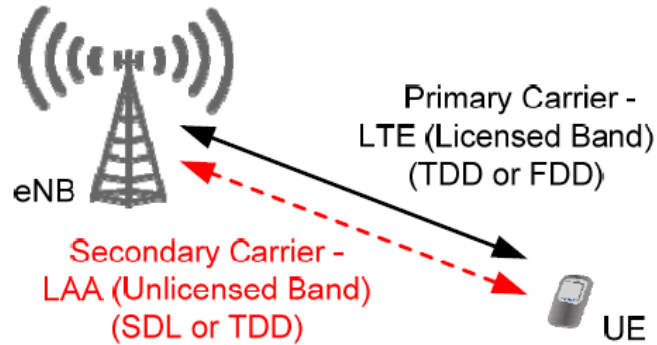 Primary Carrier -
LTE (Licensed Band)
(TDD or FDD)
eNB
Secondary Carrier -
LAA (Unlicensed Band)
(SDL or TDD)
UE